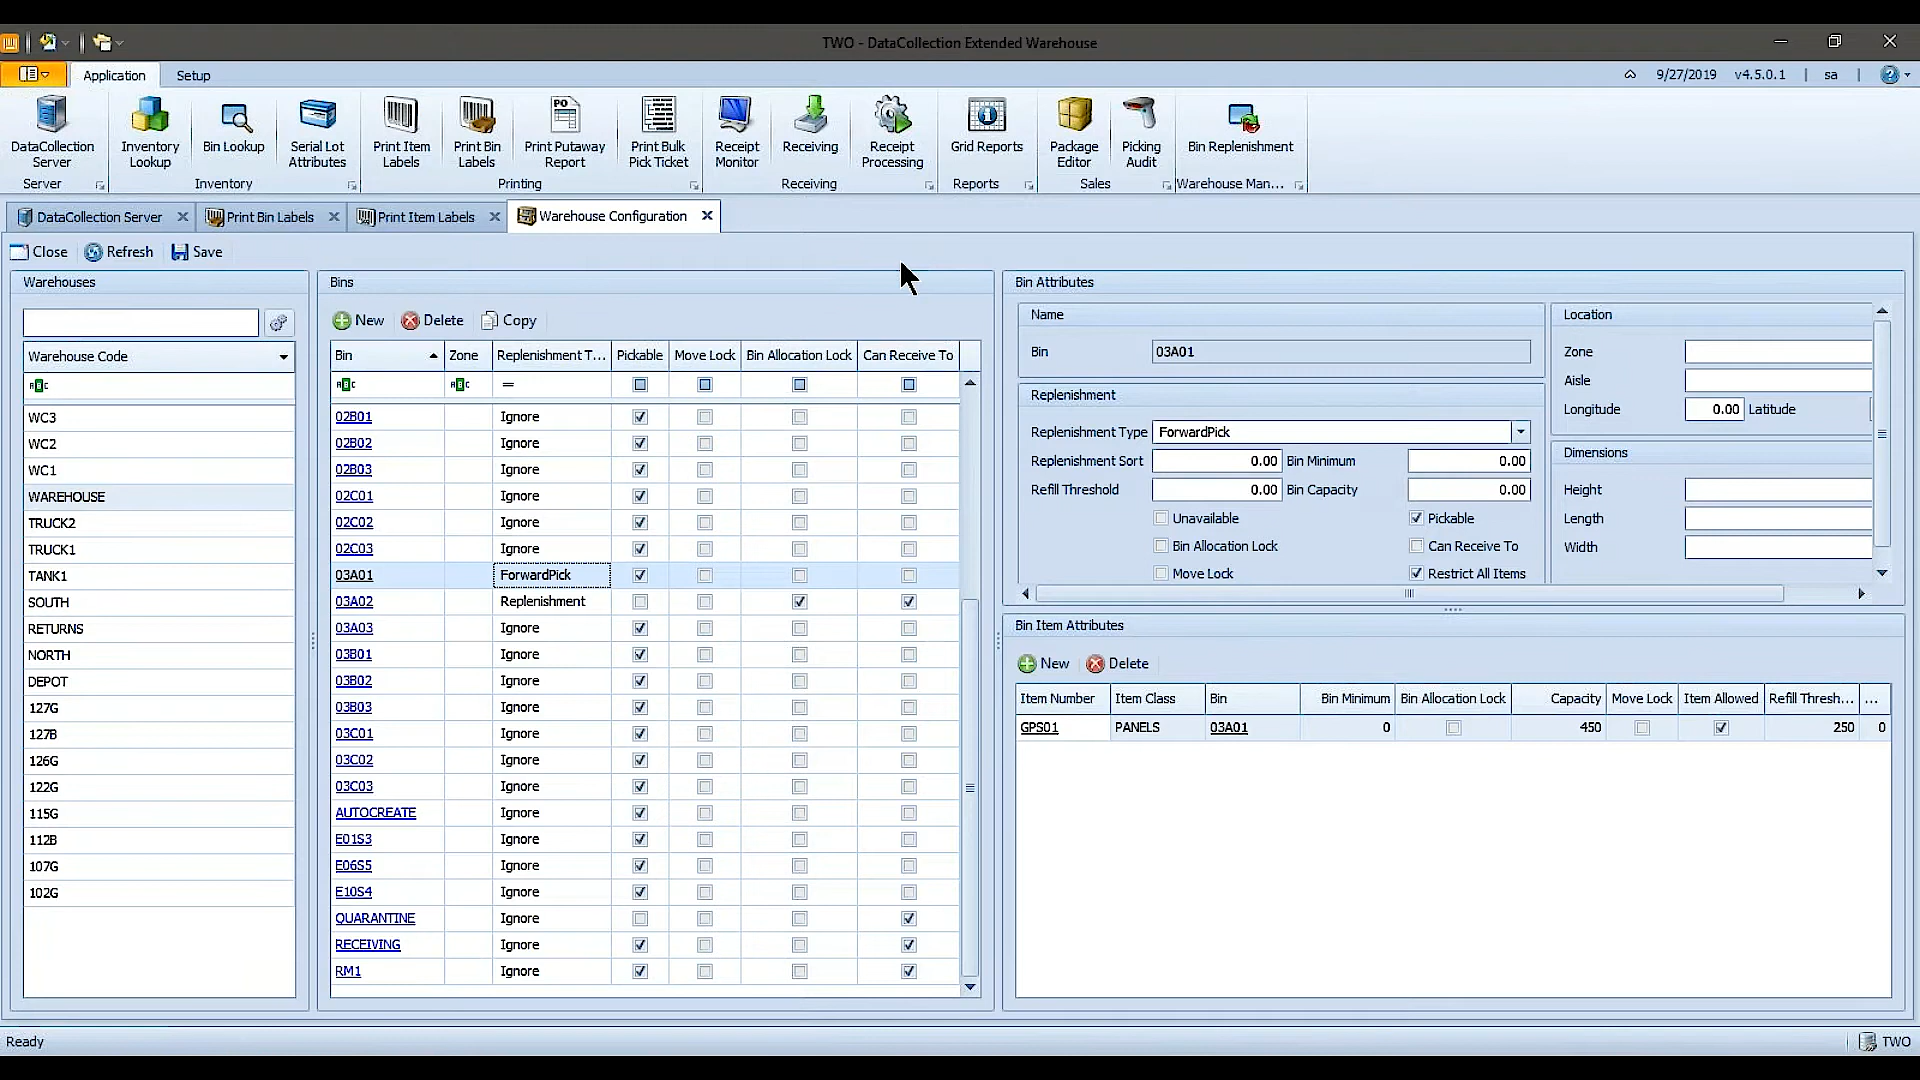 TWO - DataCollection Extended Warehouse
Application Setup 9/27/2019 v4.5.0.1 | sa |
DataCollection Server
Inventory Lookup
Bin Lookup
Serial Lot Attributes
Print Item Labels
Print Bin Labels
PO
Print Putaway Report
Print Bulk Pick Ticket
Receipt Monitor
Receiving
Receipt Processing
Grid Reports
Package Editor
Picking Audit
Bin Replenishment
Server Inventory Printing Receiving Reports Sales Warehouse Man...
DataCollection Server Print Bin Labels Print Item Labels Warehouse Configuration
Close Refresh Save
Warehouses
Warehouse Code
WC3
WC2
WC1
WAREHOUSE
TRUCK2
TRUCK1
TANK1
SOUTH
RETURNS
NORTH
DEPOT
127G
127B
126G
122G
115G
112B
107G
102G
Bins
New Delete Copy
Bin Zone Replenishment T... Pickable Move Lock Bin Allocation Lock Can Receive To
=
02B01 Ignore
02B02 Ignore
02B03 Ignore
02C01 Ignore
02C02 Ignore
02C03 Ignore
03A01 ForwardPick
03A02 Replenishment
03A03 Ignore
03B01 Ignore
03B02 Ignore
03B03 Ignore
03C01 Ignore
03C02 Ignore
03C03 Ignore
AUTOCREATE Ignore
E01S3 Ignore
E06S5 Ignore
E10S4 Ignore
QUARANTINE Ignore
RECEIVING Ignore
RM1 Ignore
Bin Attributes
Name
Bin 03A01
Replenishment
Replenishment Type ForwardPick
Replenishment Sort 0.00 Bin Minimum 0.00
Refill Threshold 0.00 Bin Capacity 0.00
Unavailable Pickable
Bin Allocation Lock Can Receive To
Move Lock Restrict All Items
Location
Zone
Aisle
Longitude 0.00 Latitude
Dimensions
Height
Length
Width
Bin Item Attributes
New Delete
Item Number Item Class Bin Bin Minimum Bin Allocation Lock Capacity Move Lock Item Allowed Refill Thresh... ...
GPS01 PANELS 03A01 0 450 250 0
Ready TWO